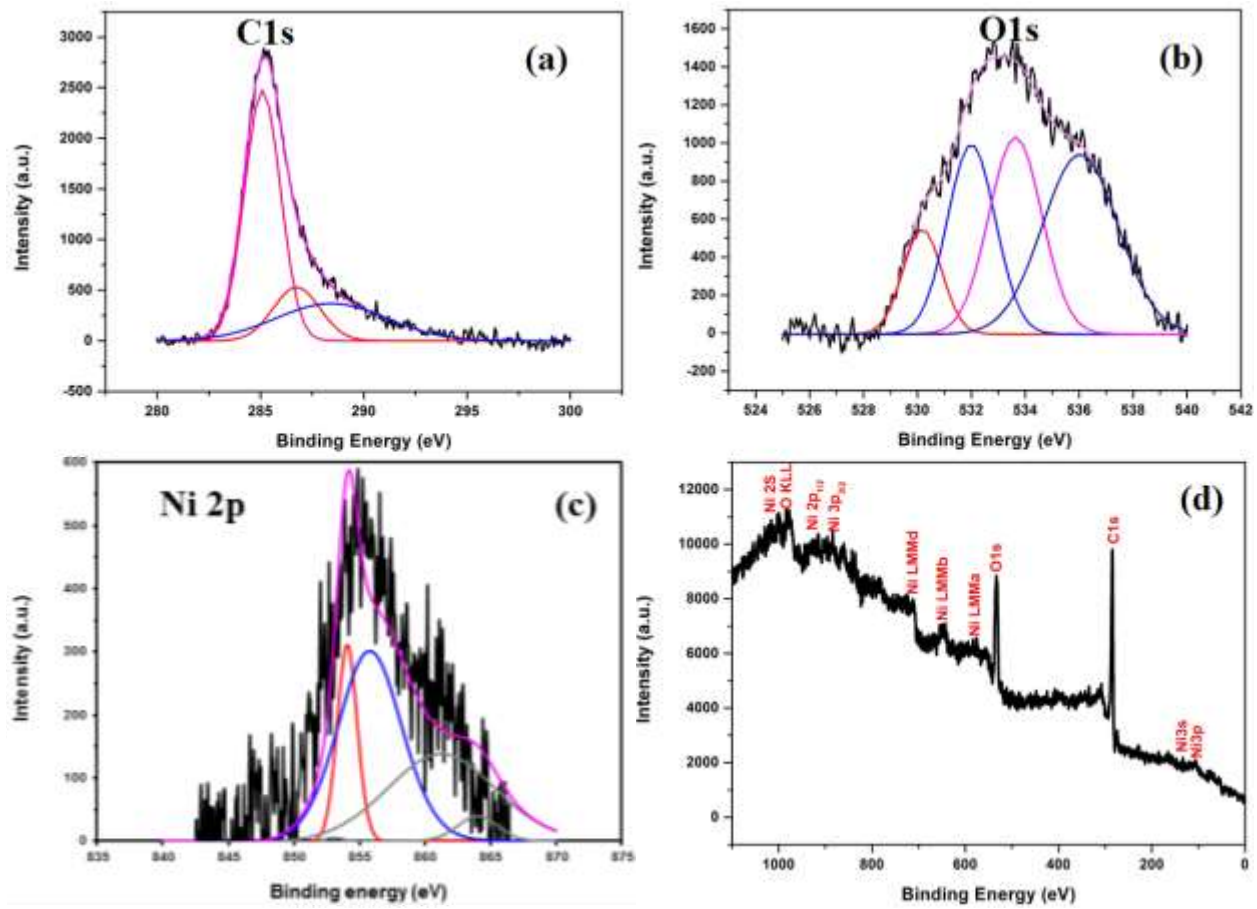 C1s
(a)
3000
2500
2000
1500
1000
500
0
-500
Intensity (a.u.)
280 285 290 295 300
Binding Energy (eV)
O1s
(b)
1600
1400
1200
1000
800
600
400
200
0
-200
Intensity (a.u.)
524 526 528 530 532 534 536 538 540 542
Binding Energy (eV)
Ni 2p
(c)
600
500
400
300
200
100
0
Intensity (a.u.)
835 840 845 850 855 860 865 870 875
Binding energy (eV)
(d)
12000
10000
8000
6000
4000
2000
0
Intensity (a.u.)
Ni 2S
O KLL
Ni 2p1/2
Ni 3p3/2
Ni LMMd
Ni LMMb
Ni LMMa
O1s
C1s
Ni3s
Ni3p
1000 800 600 400 200 0
Binding Energy (eV)